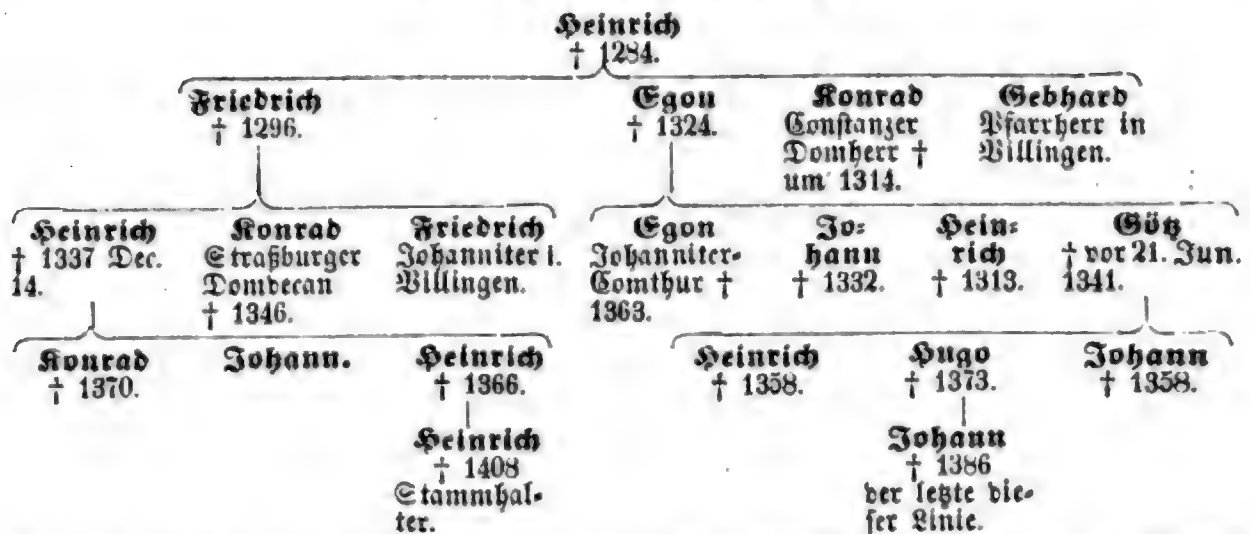 Heinrich
† 1284.
Friedrich
† 1296.
Egon
† 1324.
Konrad
Constanzer
Domherr †
um 1314.
Gebhard
Pfarrherr in
Villingen.
Heinrich
† 1337 Dec.
14.
Konrad
Straßburger
Domdecan
† 1346.
Friedrich
Johanniter i.
Villingen.
Egon
Johanniter-
Comthur †
1363.
Jo-
hann
† 1332.
Hein-
rich
† 1313.
Götz
† vor 21. Jun.
1341.
Konrad
† 1370.
Johann.
Heinrich
† 1366.
Heinrich
† 1408
Stammhal-
ter.
Heinrich
† 1358.
Hugo
† 1373.
Johann
† 1358.
Johann
† 1386
der letzte die-
ser Linie.